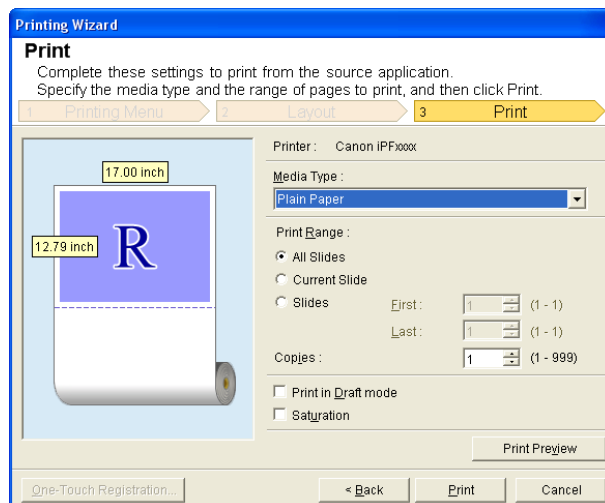 Printing Wizard
Print
Complete these settings to print from the source application.
Specify the media type and the range of pages to print, and then click Print.
1 Printing Menu 2 Layout 3 Print
Printer : Canon iPFxxxx
17.00 inch
Media Type :
Plain Paper
12.79 inch
R
Print Range :
All Slides
Current Slide
Slides First : 1 (1 - 1)
Last : 1 (1 - 1)
Copies : 1 (1 - 999)
Print in Draft mode
Saturation
Print Preview
One-Touch Registration... < Back Print Cancel